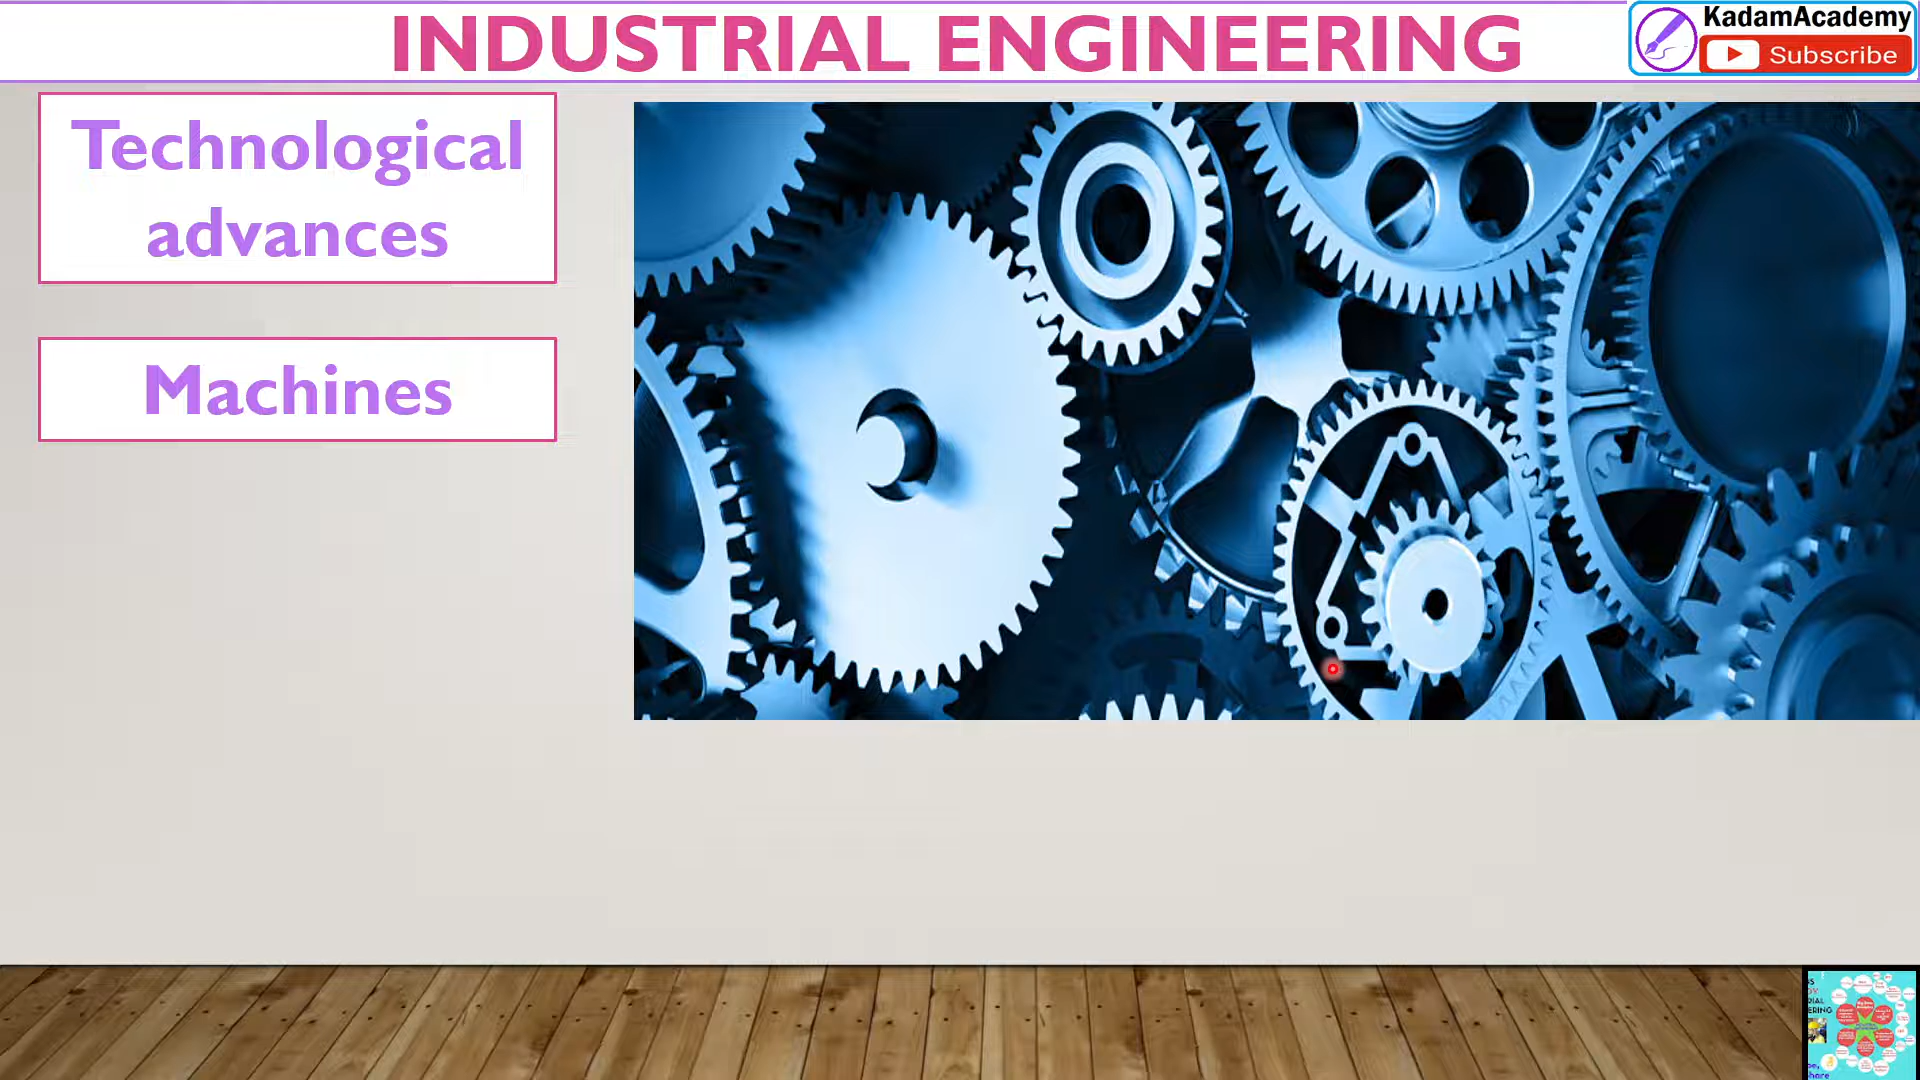 INDUSTRIAL ENGINEERING
KadamAcademy
Subscribe
Technological
advances
Machines